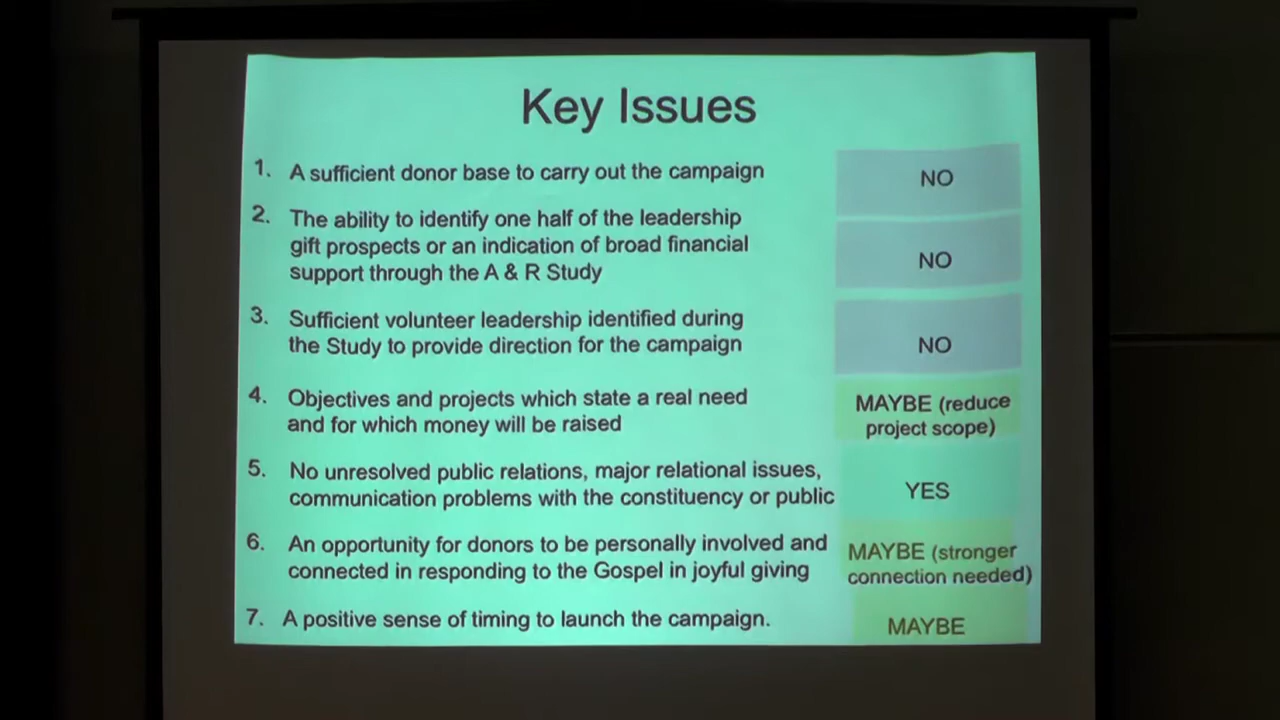 Key Issues
1. A sufficient donor base to carry out the campaign
NO
2. The ability to identify one half of the leadership
gift prospects or an indication of broad financial
support through the A & R Study
NO
3. Sufficient volunteer leadership identified during
the Study to provide direction for the campaign
NO
4. Objectives and projects which state a real need
and for which money will be raised
MAYBE (reduce
project scope)
5. No unresolved public relations, major relational issues,
communication problems with the constituency or public
YES
6. An opportunity for donors to be personally involved and
connected in responding to the Gospel in joyful giving
MAYBE (stronger
connection needed)
7. A positive sense of timing to launch the campaign.
MAYBE